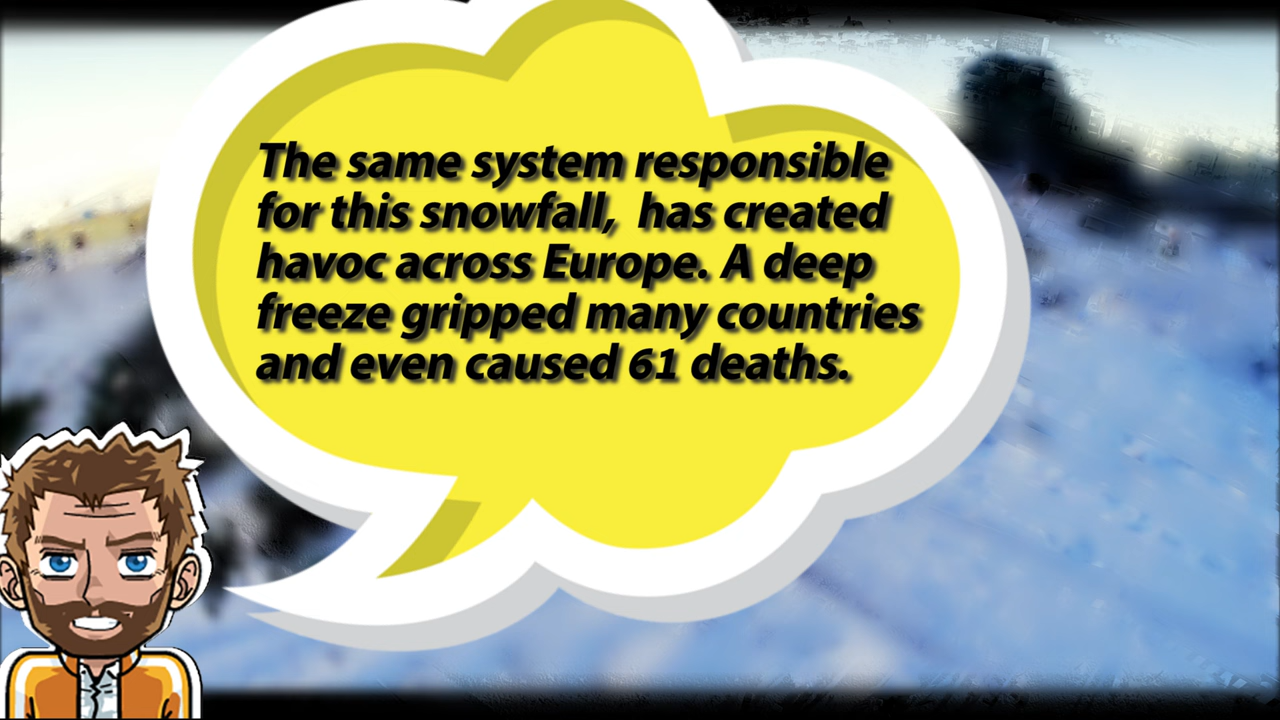 The same system responsible
for this snowfall,  has created
havoc across Europe. A deep
freeze gripped many countries
and even caused 61 deaths.